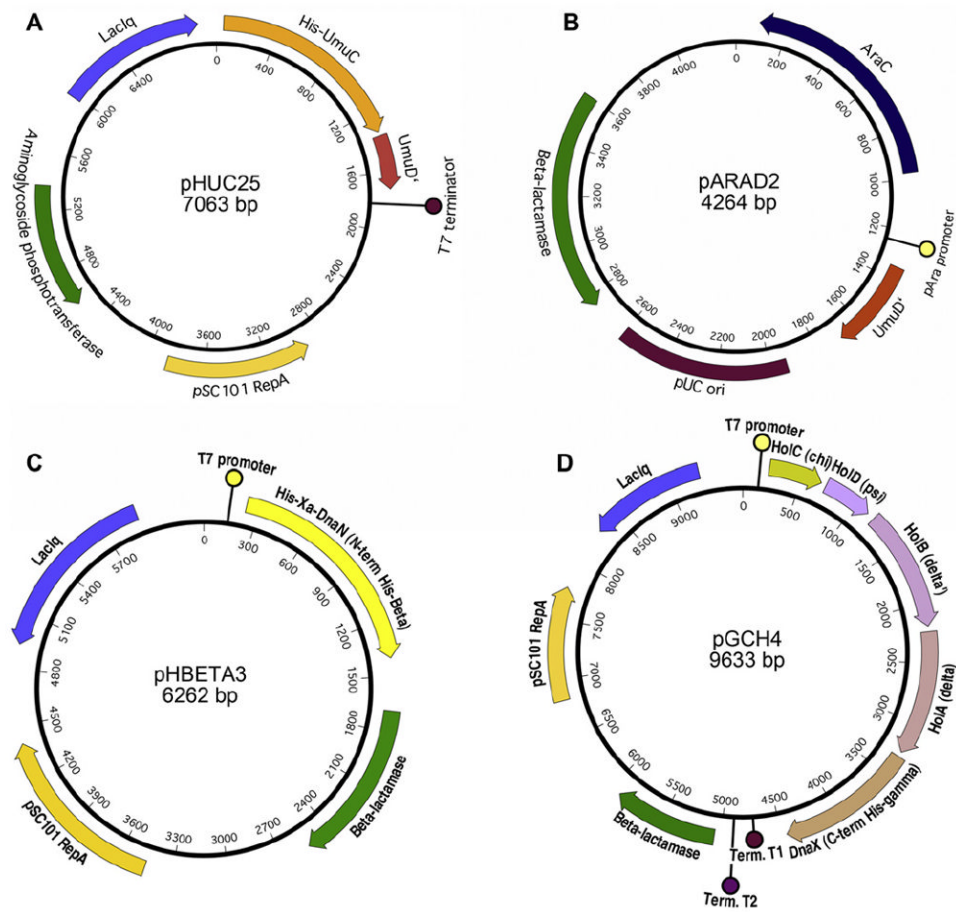 A
LacIq
His-UmuC
UmuD‘
T7 terminator
pSC101 RepA
Aminoglycoside phosphotransferase
pHUC25
7063 bp
0
400
800
1200
1600
2000
2400
2800
3200
3600
4000
4400
4800
5200
5600
6000
6400
B
AraC
pAra promoter
UmuD'
pUC ori
Beta-lactamase
pARAD2
4264 bp
0
200
400
600
800
1000
1200
1400
1600
1800
2000
2200
2400
2600
2800
3000
3200
3400
3600
3800
4000
C
T7 promoter
His-Xa-DnaN (N-term His-Beta)
Beta-lactamase
pSC101 RepA
LacIq
pHBETA3
6262 bp
0
300
600
900
1200
1500
1800
2100
2400
2700
3000
3300
3600
3900
4200
4500
4800
5100
5400
5700
D
T7 promoter
HolC (chi)
HolD (psi)
HolB (delta')
HolA (delta)
DnaX (C-term His-gamma)
Term. T1
Term. T2
Beta-lactamase
pSC101 RepA
LacIq
pGCH4
9633 bp
0
500
1000
1500
2000
2500
3000
3500
4000
4500
5000
5500
6000
6500
7000
7500
8000
8500
9000